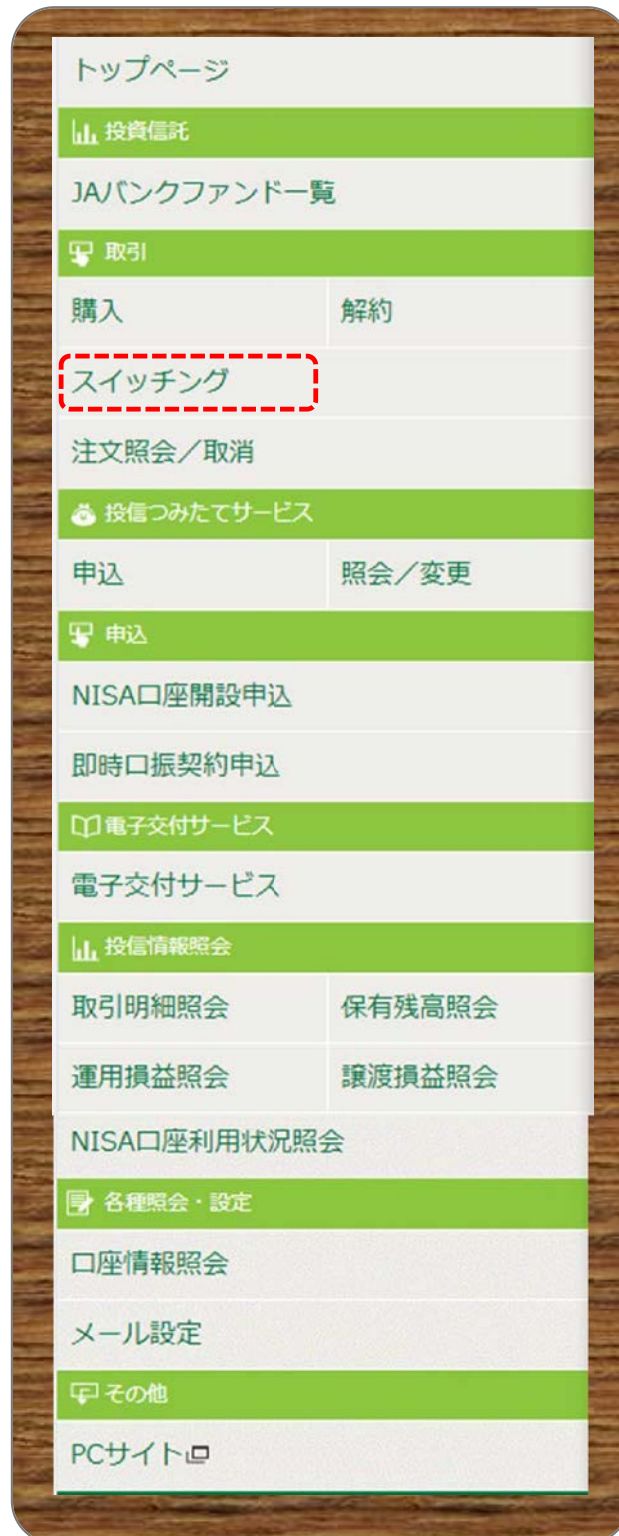 トップページ
投資信託
JAバンクファンド一覧
取引
購入 解約
スイッチング
注文照会／取消
投信つみたてサービス
申込 照会／変更
申込
NISA口座開設申込
即時口振契約申込
電子交付サービス
電子交付サービス
投信情報照会
取引明細照会 保有残高照会
運用損益照会 譲渡損益照会
NISA口座利用状況照会
各種照会・設定
口座情報照会
メール設定
その他
PCサイト